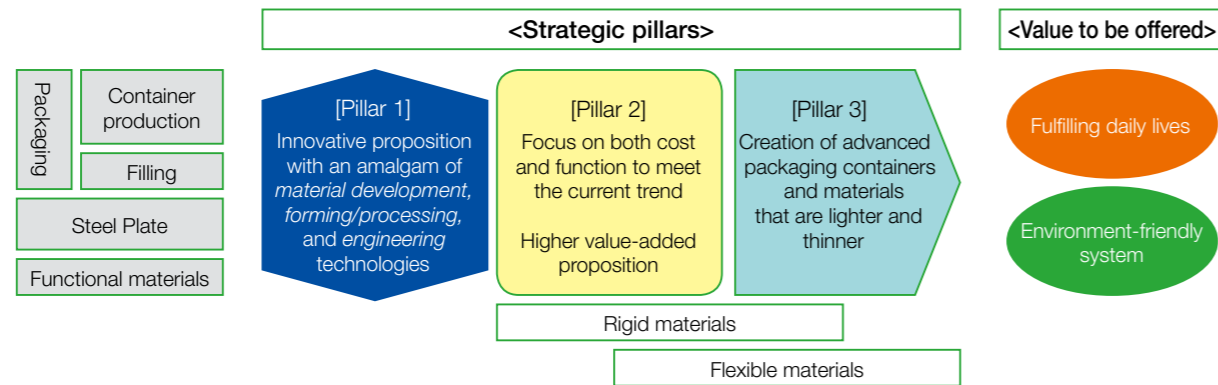 <Strategic pillars>
<Value to be offered>
Packaging
Container
production
Filling
Steel Plate
Functional materials
[Pillar 1]
Innovative proposition
with an amalgam of
material development,
forming/processing,
and engineering
technologies
[Pillar 2]
Focus on both cost
and function to meet
the current trend
Higher value-added
proposition
[Pillar 3]
Creation of advanced
packaging containers
and materials
that are lighter and
thinner
Fulfilling daily lives
Environment-friendly
system
Rigid materials
Flexible materials